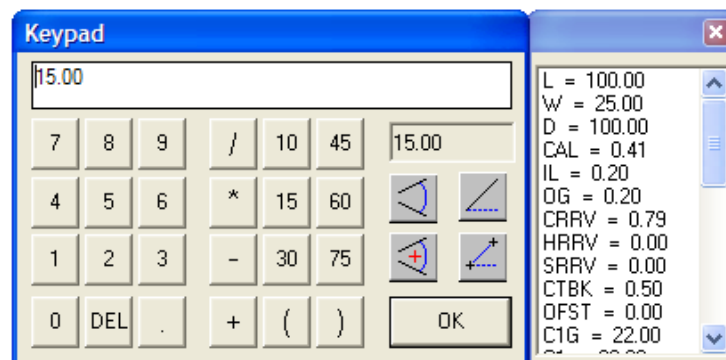 Keypad
15.00
7 8 9 / 10 45 15.00
4 5 6 * 15 60
1 2 3 - 30 75
0 DEL . + ( ) OK
L = 100.00
W = 25.00
D = 100.00
CAL = 0.41
IL = 0.20
OG = 0.20
CRRV = 0.79
HRRV = 0.00
SRRV = 0.00
CTBK = 0.50
OFST = 0.00
C1G = 22.00